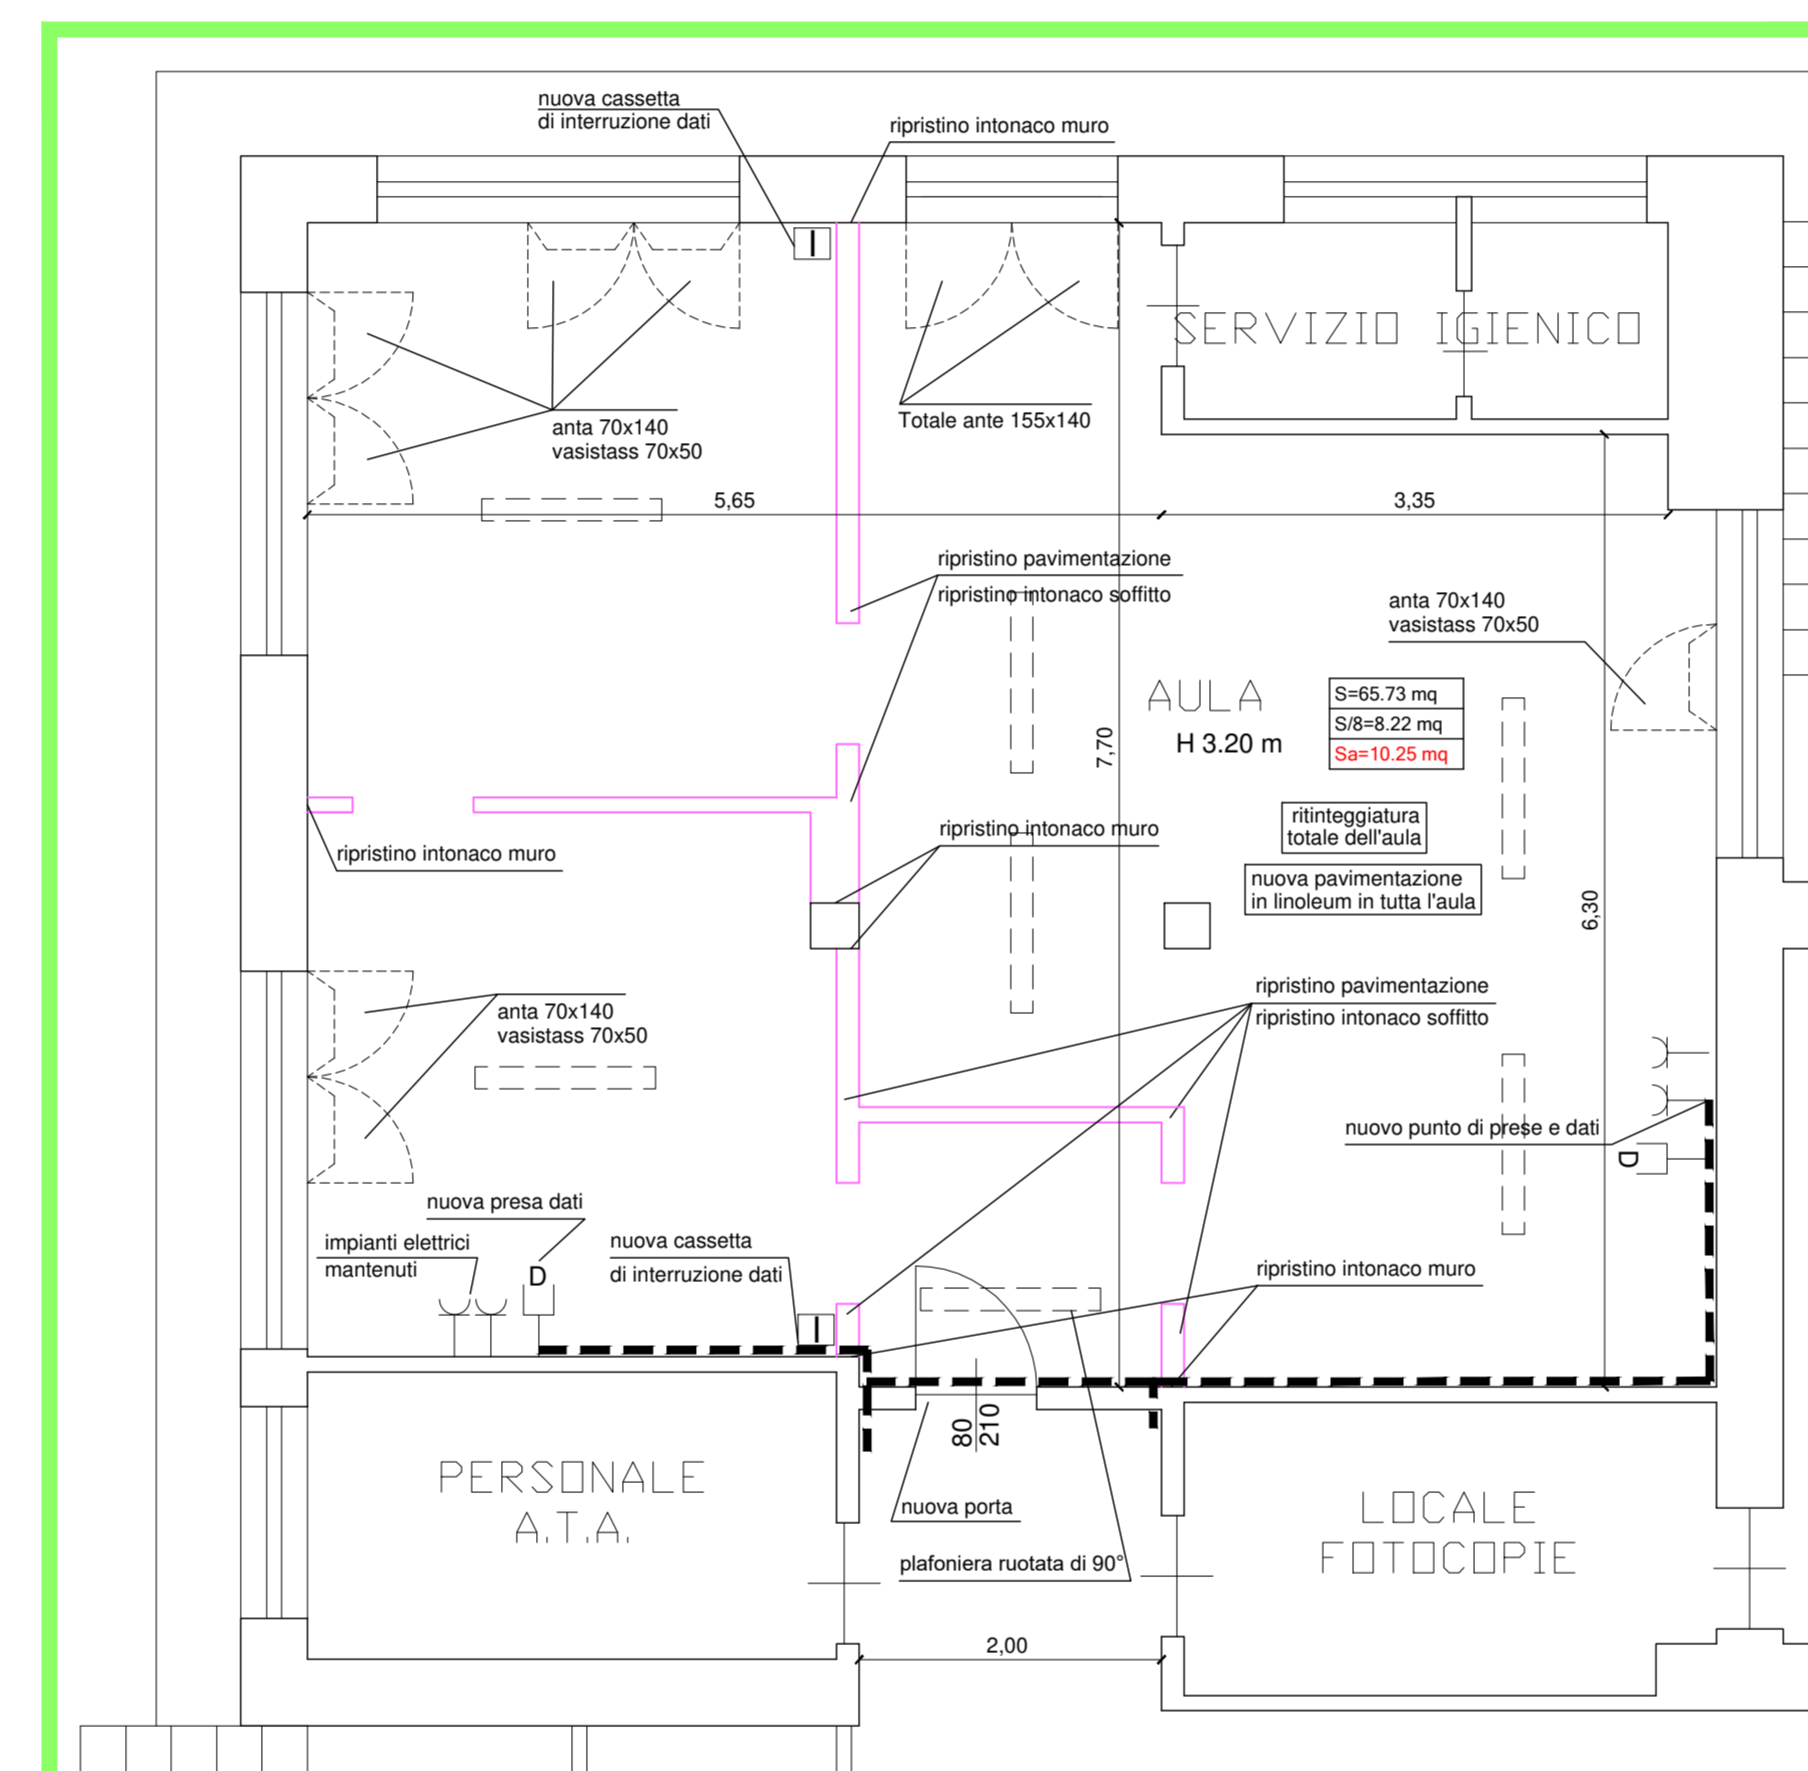 nuova cassetta
di interruzione dati
ripristino intonaco muro
SERVIZIO IGIENICO
anta 70x140
vasistass 70x50
Totale ante 155x140
5,65
3,35
ripristino pavimentazione
ripristino intonaco soffitto
anta 70x140
vasistass 70x50
AULA
H 3.20 m
S=65.73 mq
S/8=8.22 mq
Sa=10.25 mq
7,70
ritinteggiatura
totale dell'aula
ripristino intonaco muro
ripristino intonaco muro
nuova pavimentazione
in linoleum in tutta l'aula
6,30
anta 70x140
vasistass 70x50
ripristino pavimentazione
ripristino intonaco soffitto
nuovo punto di prese e dati
D
nuova presa dati
impianti elettrici
mantenuti
D
nuova cassetta
di interruzione dati
ripristino intonaco muro
80
210
PERSONALE
A.T.A.
nuova porta
plafoniera ruotata di 90°
LOCALE
FOTOCOPIE
2,00